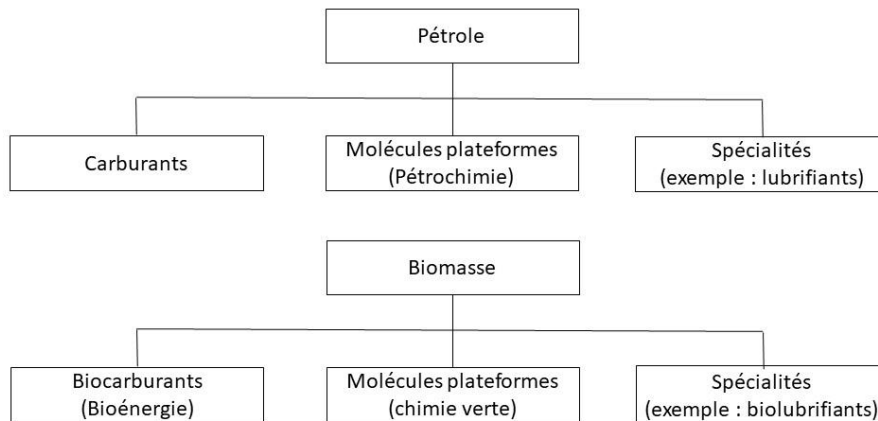 Pétrole
Carburants
Molécules plateformes
(Pétrochimie)
Spécialités
(exemple : lubrifiants)
Biomasse
Biocarburants
(Bioénergie)
Molécules plateformes
(chimie verte)
Spécialités
(exemple : biolubrifiants)